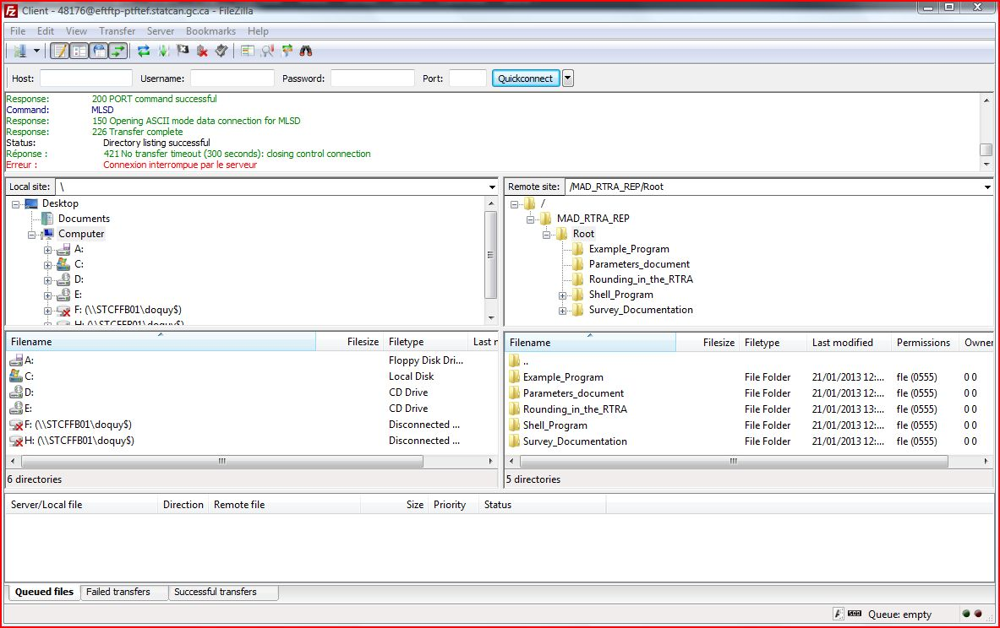 Client - 48176@eftftp-ptftef.statcan.gc.ca - FileZilla
File Edit View Transfer Server Bookmarks Help
Host: Username: Password: Port: Quickconnect
Response: 200 PORT command successful
Command: MLSD
Response: 150 Opening ASCII mode data connection for MLSD
Response: 226 Transfer complete
Status: Directory listing successful
Réponse : 421 No transfer timeout (300 seconds): closing control connection
Erreur : Connexion interrompue par le serveur
Local site: \
Desktop
Documents
Computer
A:
C:
D:
E:
F: (\\STCFFB01\doquy$)
H: (\\STCFFB01\doquy$)
Remote site: /MAD_RTRA_REP/Root
/
MAD_RTRA_REP
Root
Example_Program
Parameters_document
Rounding_in_the_RTRA
Shell_Program
Survey_Documentation
Filename Filesize Filetype Last m
A: Floppy Disk Dri...
C: Local Disk
D: CD Drive
E: CD Drive
F: (\\STCFFB01\doquy$) Disconnected ...
H: (\\STCFFB01\doquy$) Disconnected ...
6 directories
Filename Filesize Filetype Last modified Permissions Owner
..
Example_Program File Folder 21/01/2013 12:... fle (0555) 0 0
Parameters_document File Folder 21/01/2013 12:... fle (0555) 0 0
Rounding_in_the_RTRA File Folder 21/01/2013 13:... fle (0555) 0 0
Shell_Program File Folder 21/01/2013 12:... fle (0555) 0 0
Survey_Documentation File Folder 21/01/2013 12:... fle (0555) 0 0
5 directories
Server/Local file Direction Remote file Size Priority Status
Queued files Failed transfers Successful transfers
Queue: empty